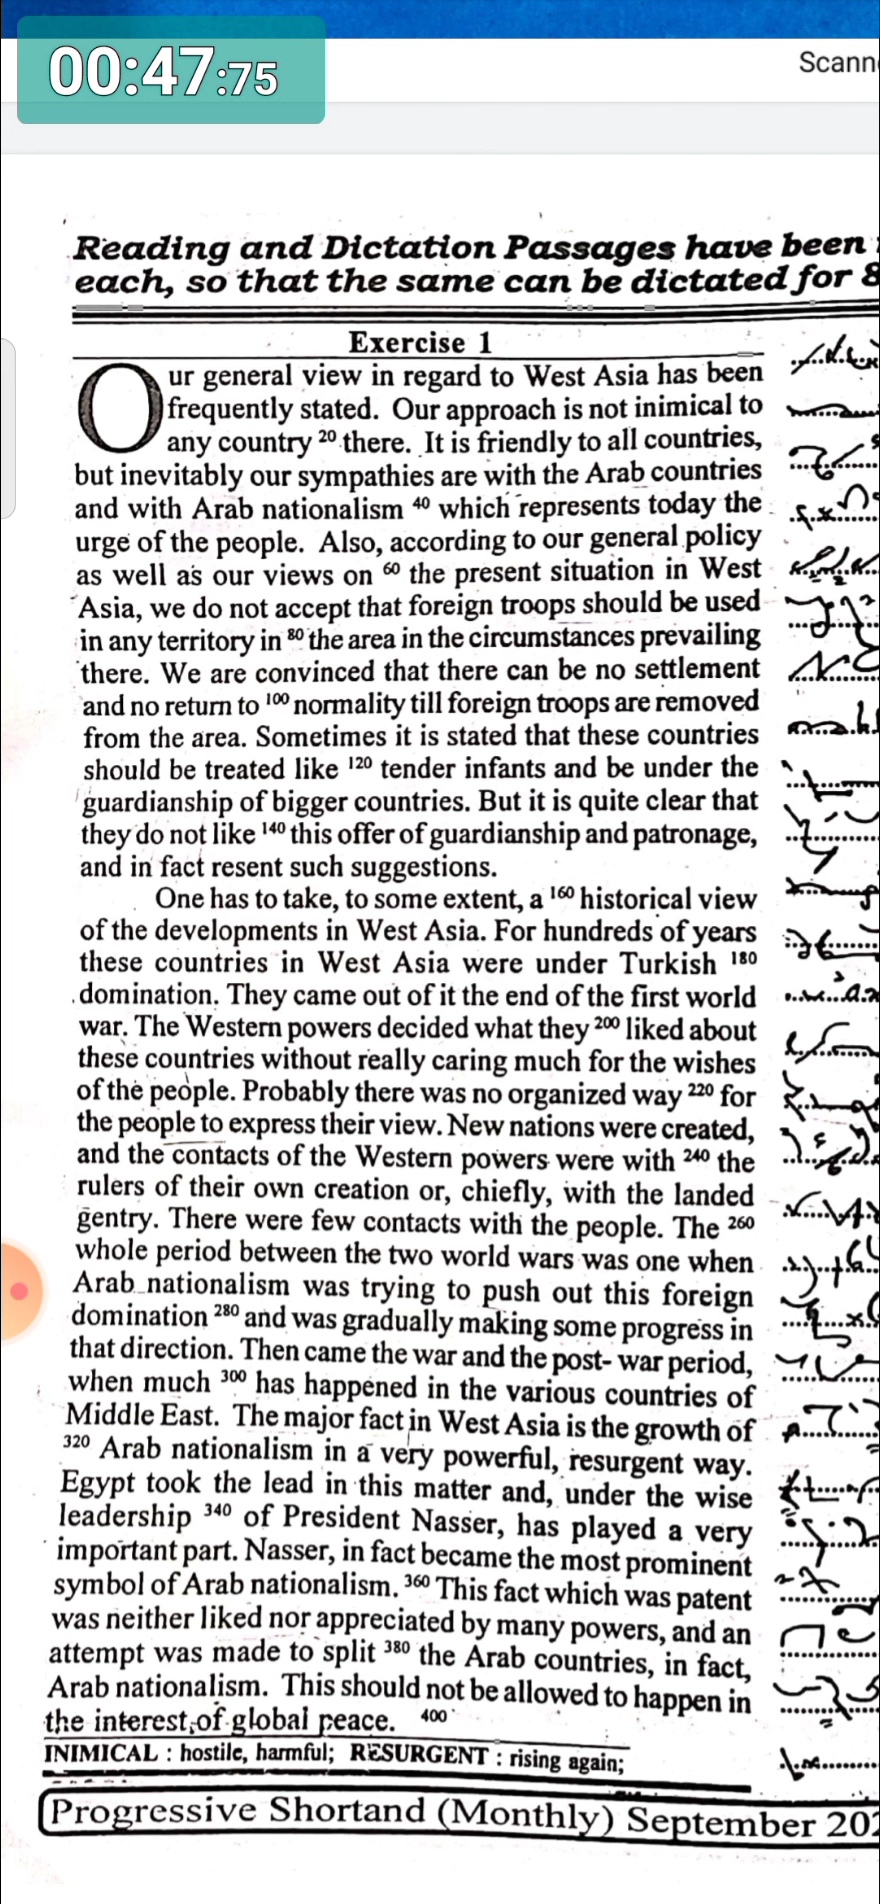 00:47:75
Scann
Reading and Dictation Passages have been
each, so that the same can be dictated for 8
Exercise 1
Our general view in regard to West Asia has been
frequently stated. Our approach is not inimical to
any country 20 there. It is friendly to all countries,
but inevitably our sympathies are with the Arab countries
and with Arab nationalism 40 which represents today the
urge of the people. Also, according to our general policy
as well as our views on 60 the present situation in West
Asia, we do not accept that foreign troops should be used
in any territory in 80 the area in the circumstances prevailing
there. We are convinced that there can be no settlement
and no return to 100 normality till foreign troops are removed
from the area. Sometimes it is stated that these countries
should be treated like 120 tender infants and be under the
guardianship of bigger countries. But it is quite clear that
they do not like 140 this offer of guardianship and patronage,
and in fact resent such suggestions.
One has to take, to some extent, a 160 historical view
of the developments in West Asia. For hundreds of years
these countries in West Asia were under Turkish 180
domination. They came out of it the end of the first world
war. The Western powers decided what they 200 liked about
these countries without really caring much for the wishes
of the people. Probably there was no organized way 220 for
the people to express their view. New nations were created,
and the contacts of the Western powers were with 240 the
rulers of their own creation or, chiefly, with the landed
gentry. There were few contacts with the people. The 260
whole period between the two world wars was one when
Arab nationalism was trying to push out this foreign
domination 280 and was gradually making some progress in
that direction. Then came the war and the post- war period,
when much 300 has happened in the various countries of
Middle East. The major fact in West Asia is the growth of
320 Arab nationalism in a very powerful, resurgent way.
Egypt took the lead in this matter and, under the wise
leadership 340 of President Nasser, has played a very
important part. Nasser, in fact became the most prominent
symbol of Arab nationalism. 360 This fact which was patent
was neither liked nor appreciated by many powers, and an
attempt was made to split 380 the Arab countries, in fact,
Arab nationalism. This should not be allowed to happen in
the interest of global peace. 400
INIMICAL : hostile, harmful; RESURGENT : rising again;
Progressive Shortand (Monthly) September 202